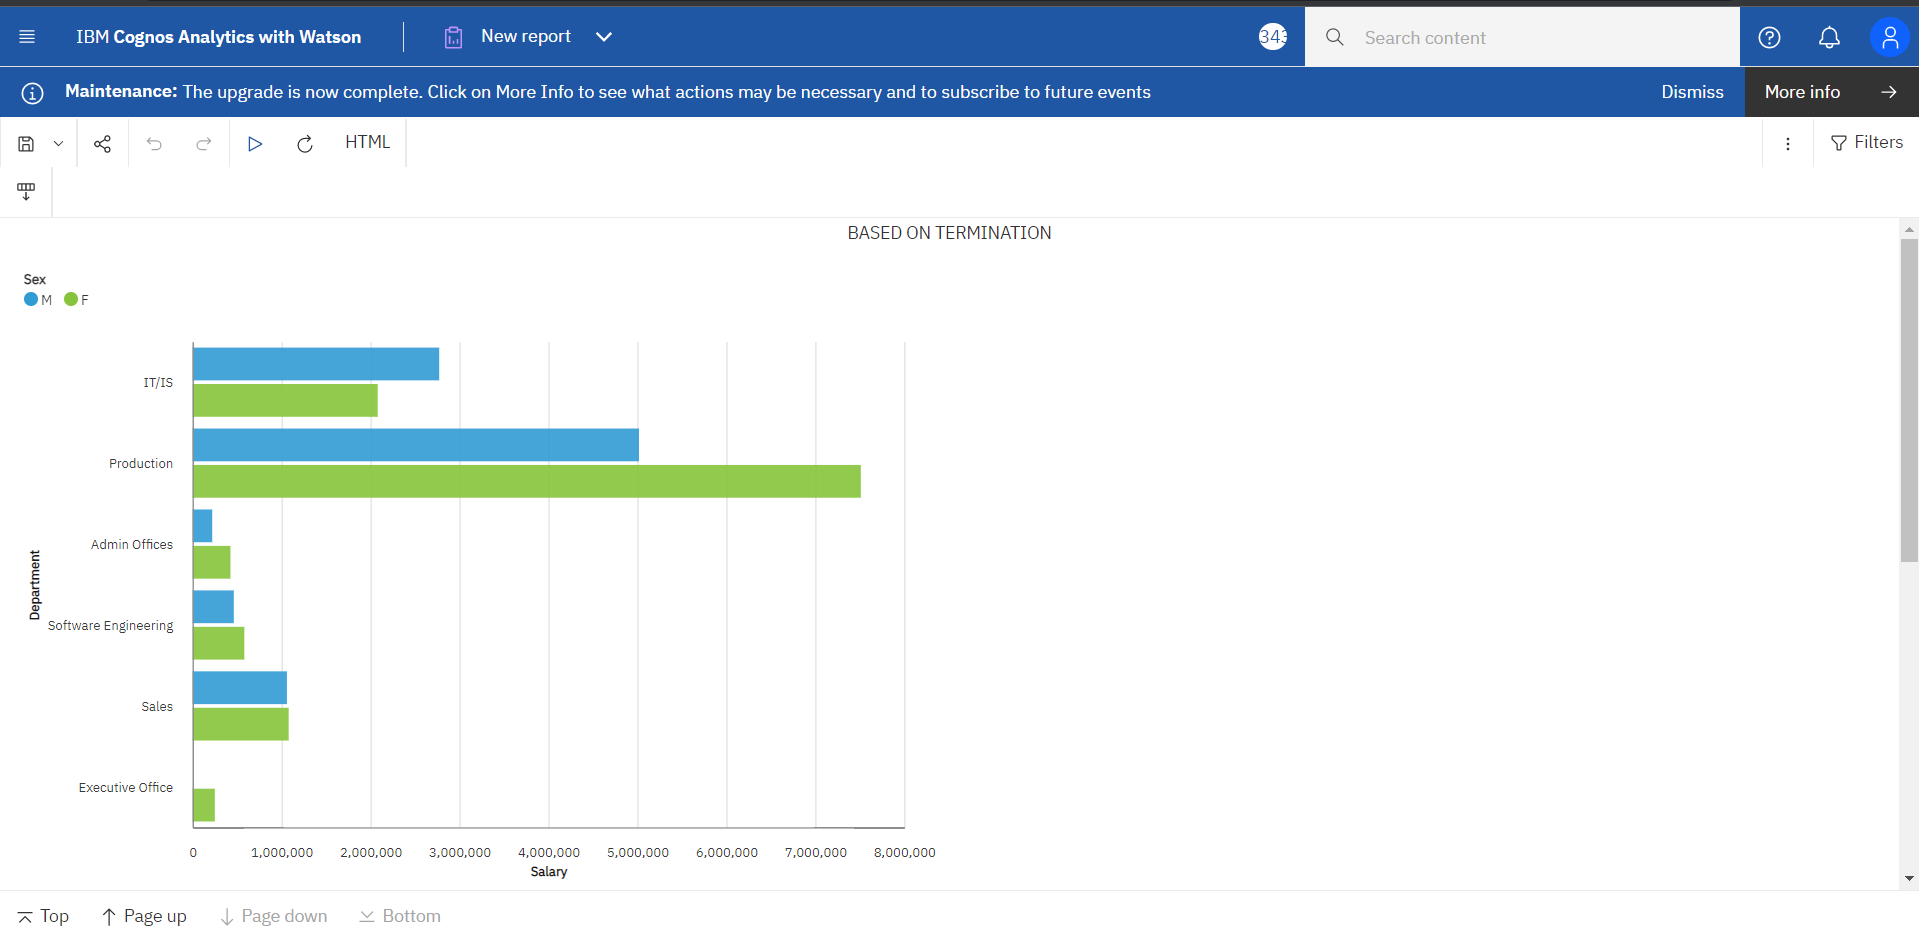 IBM Cognos Analytics with Watson
New report
343
Search content
Maintenance: The upgrade is now complete. Click on More Info to see what actions may be necessary and to subscribe to future events
Dismiss
More info
HTML
Filters
BASED ON TERMINATION
Sex
M F
IT/IS
Production
Admin Offices
Software Engineering
Sales
Executive Office
Department
0 1,000,000 2,000,000 3,000,000 4,000,000 5,000,000 6,000,000 7,000,000 8,000,000
Salary
Top Page up Page down Bottom